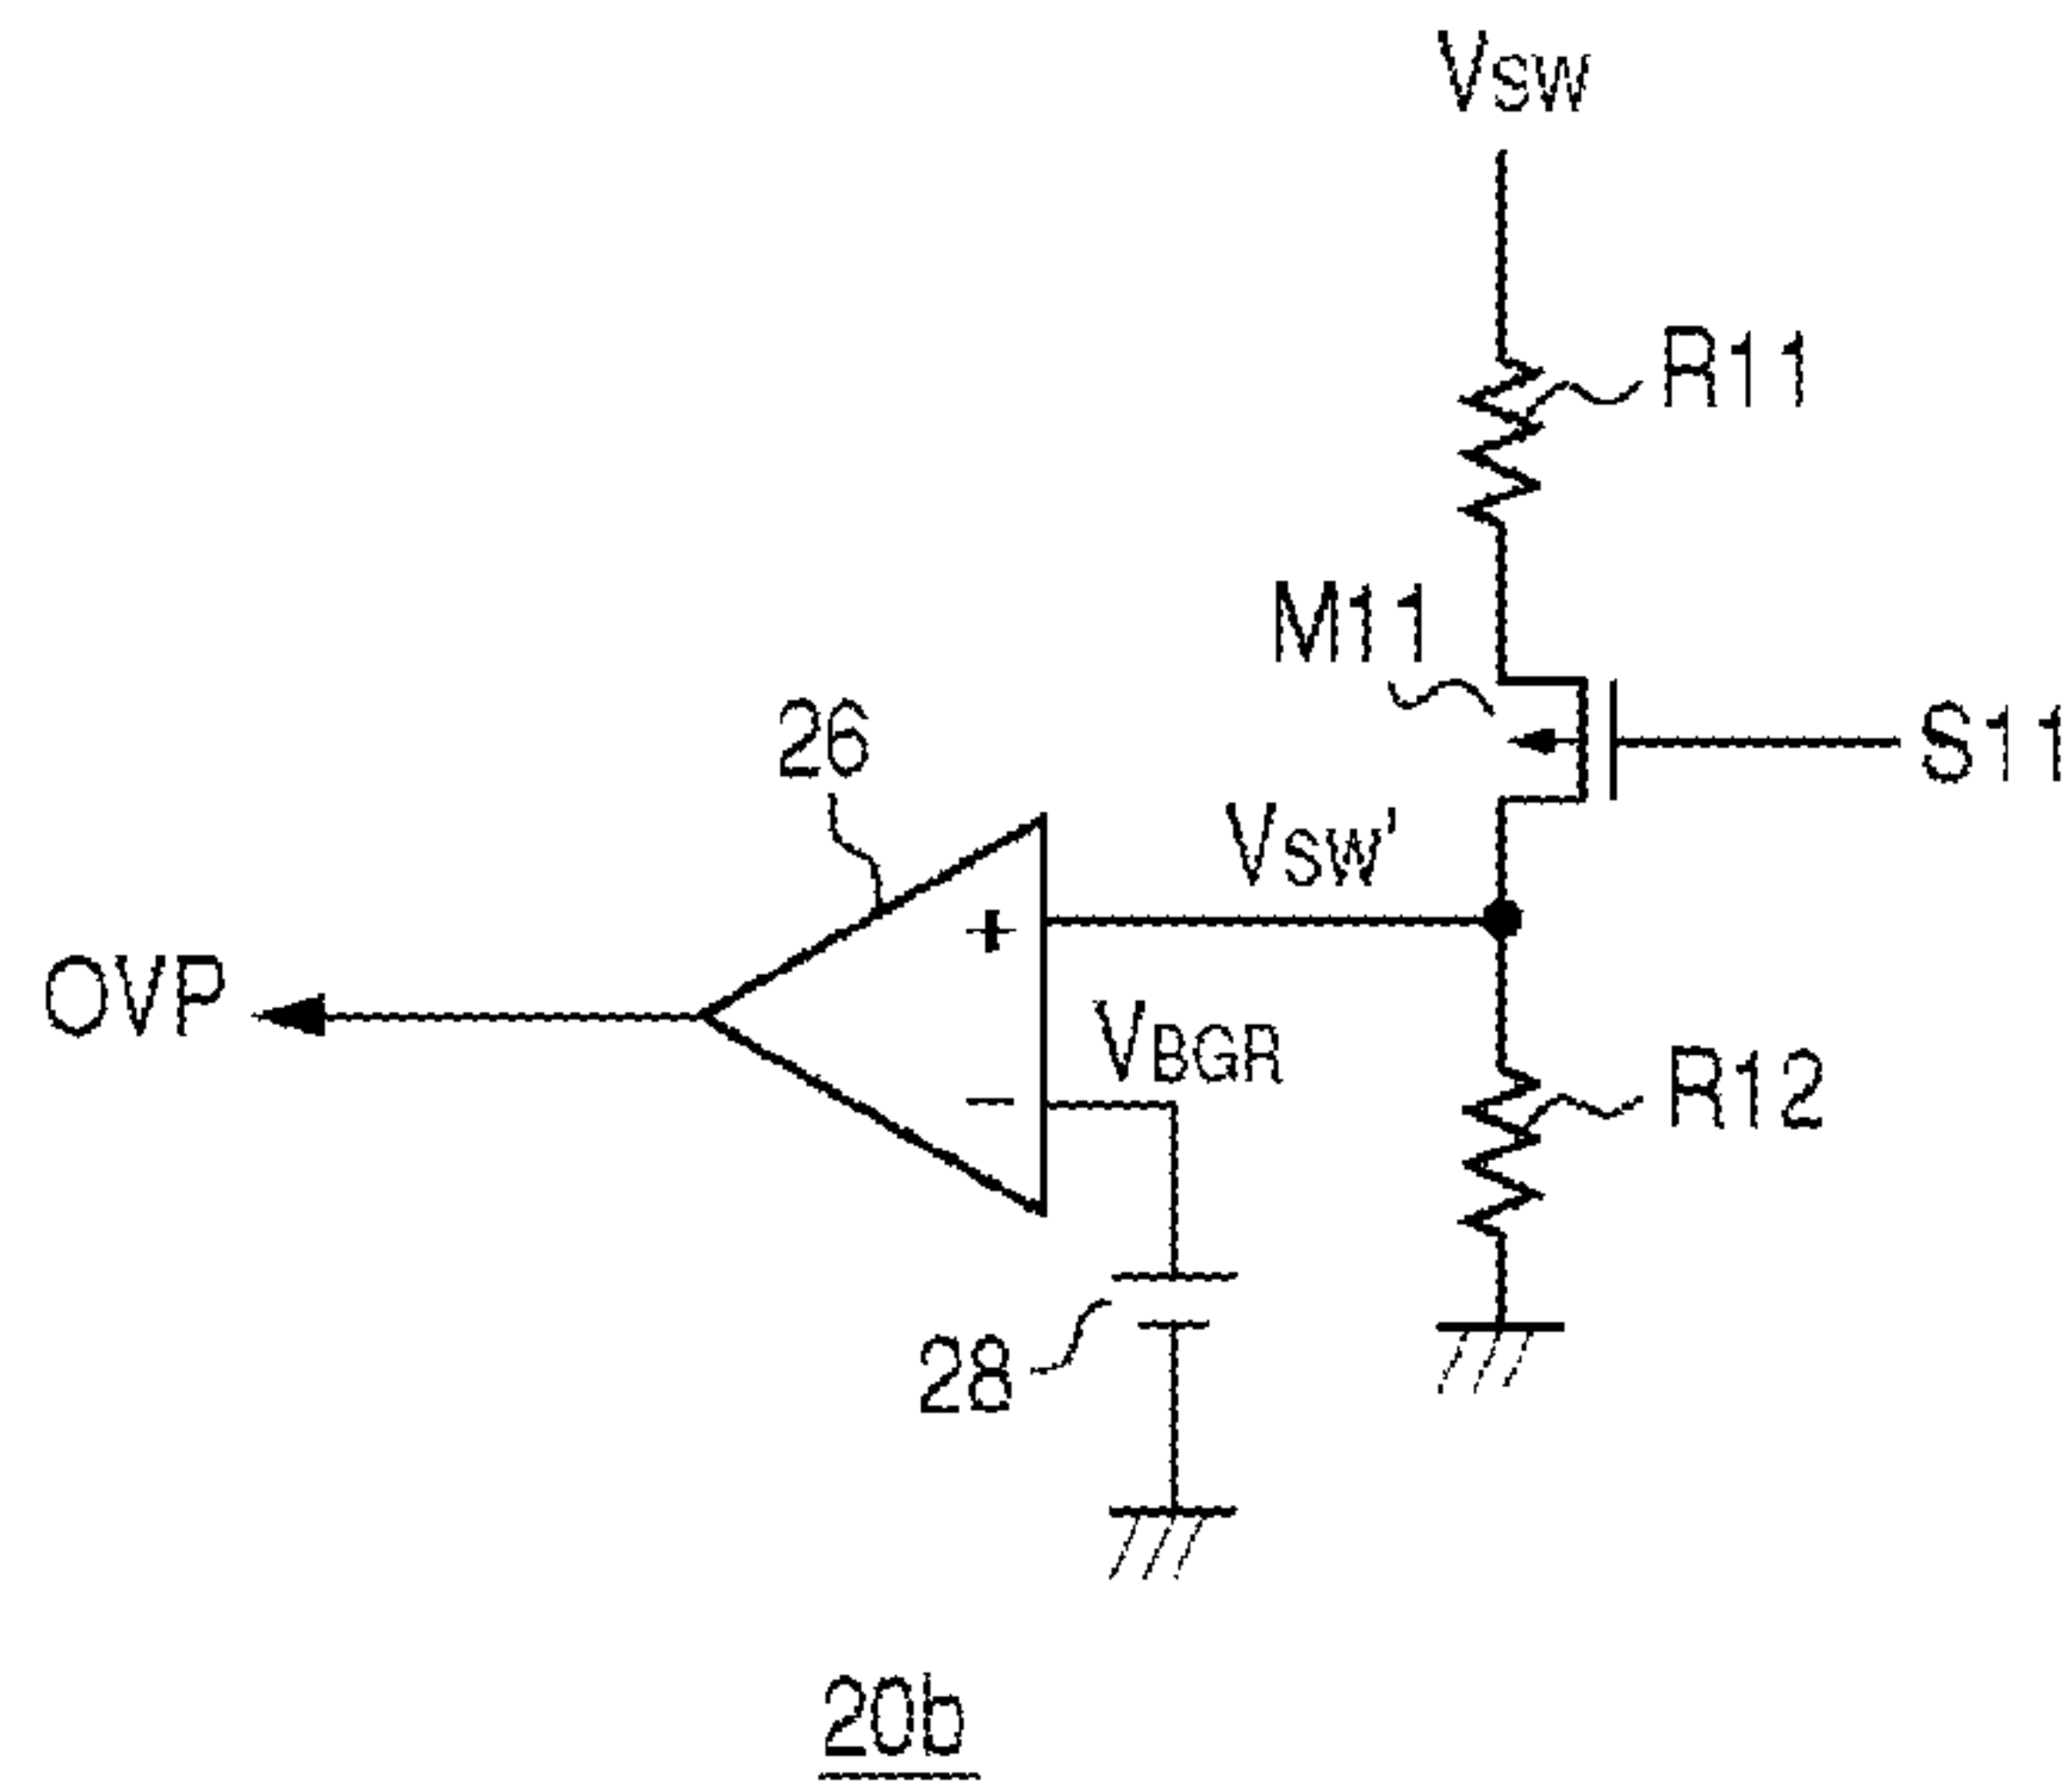 VSW
R11
M11
S11
26
VSW'
+
OVP
VBGR
−
R12
28
20b